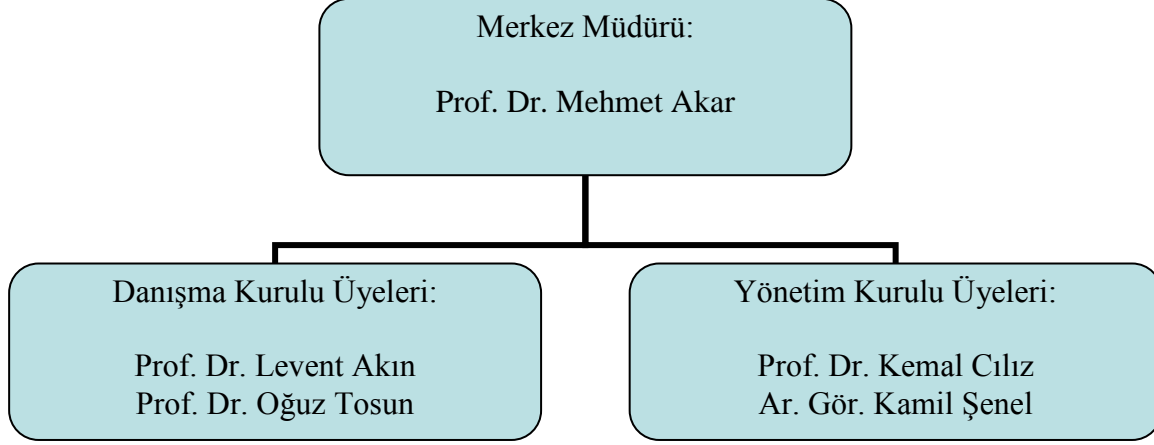 Merkez Müdürü:
Prof. Dr. Mehmet Akar
Danışma Kurulu Üyeleri:
Prof. Dr. Levent Akın
Prof. Dr. Oğuz Tosun
Yönetim Kurulu Üyeleri:
Prof. Dr. Kemal Cılız
Ar. Gör. Kamil Şenel